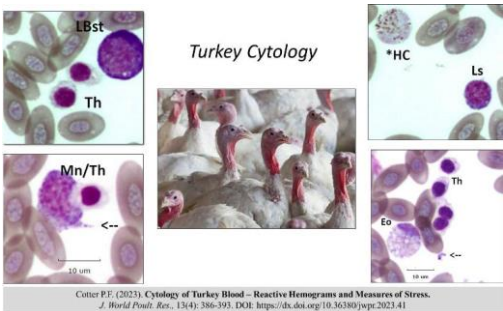 Turkey Cytology
LBst
Th
*HC
Ls
Mn/Th
<--
10 um
Th
Eo
<--
10 um
Cotter P.F. (2023). Cytology of Turkey Blood – Reactive Hemograms and Measures of Stress.
J. World Poult. Res., 13(4): 386-393. DOI: https://dx.doi.org/10.36380/jwpr.2023.41